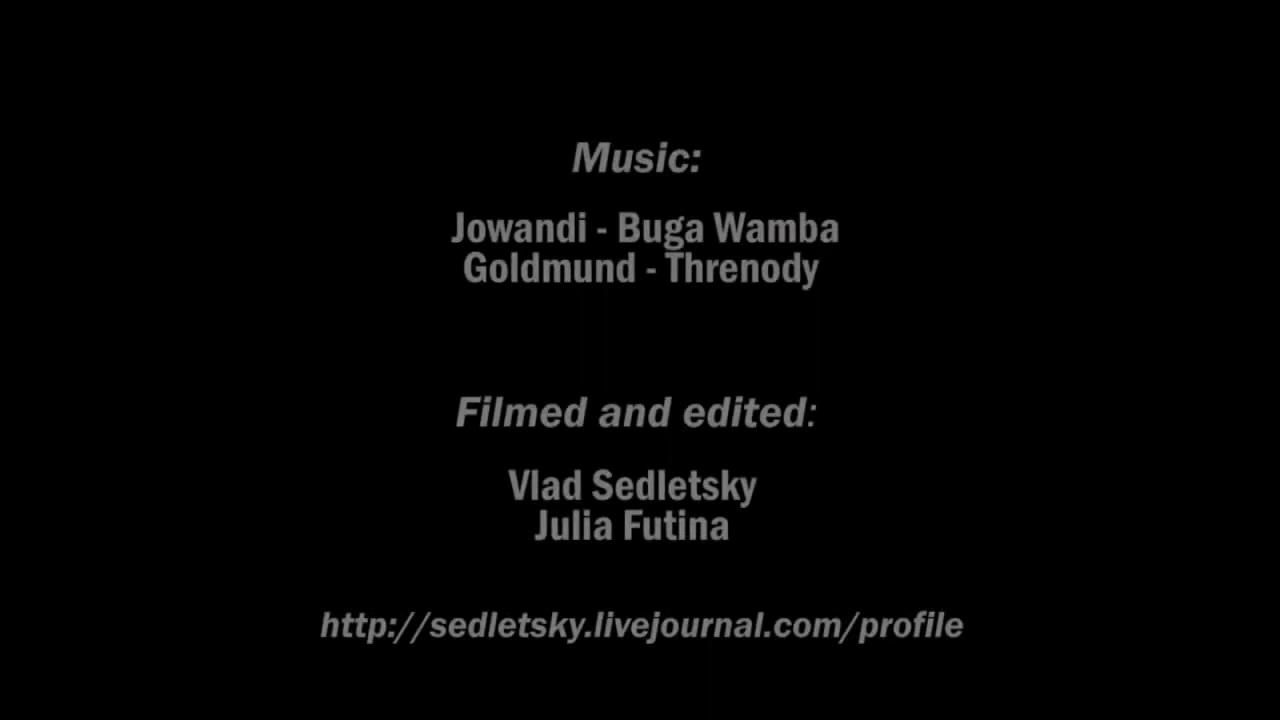 Music:
Jowandi - Buga Wamba
Goldmund - Threnody
Filmed and edited:
Vlad Sedletsky
Julia Futina
http://sedletsky.livejournal.com/profile